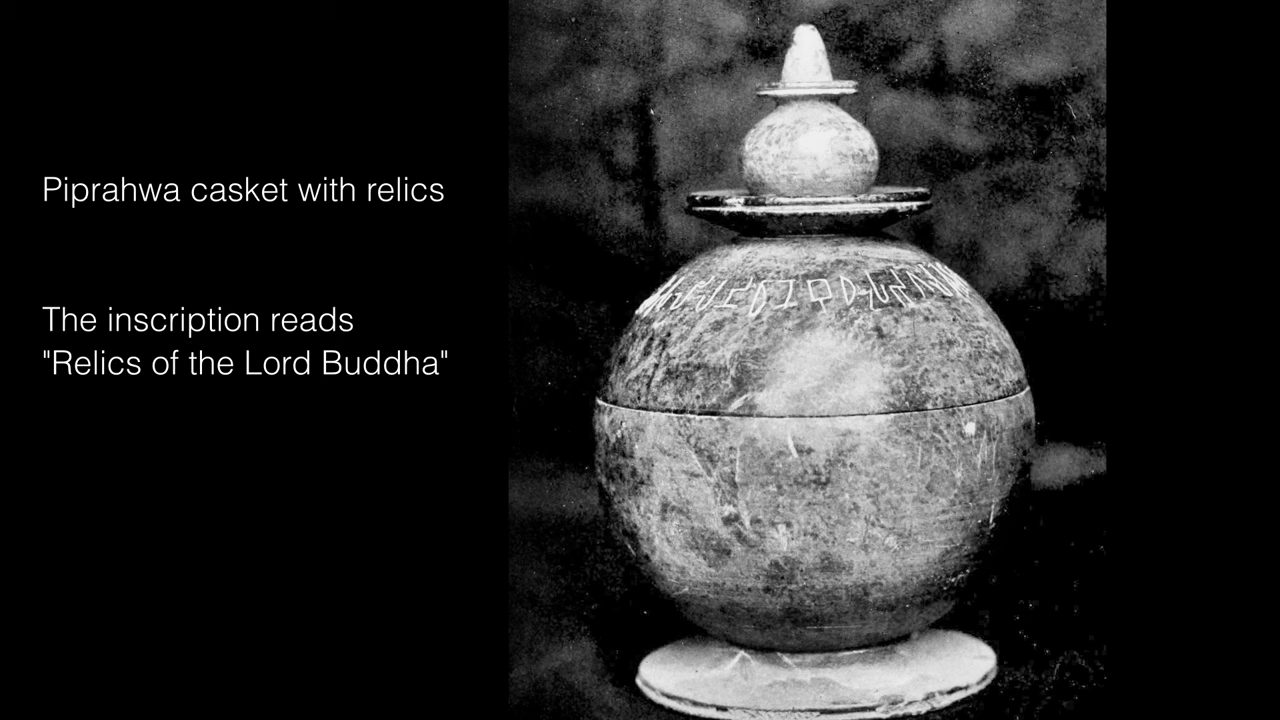 Piprahwa casket with relics
The inscription reads
"Relics of the Lord Buddha"